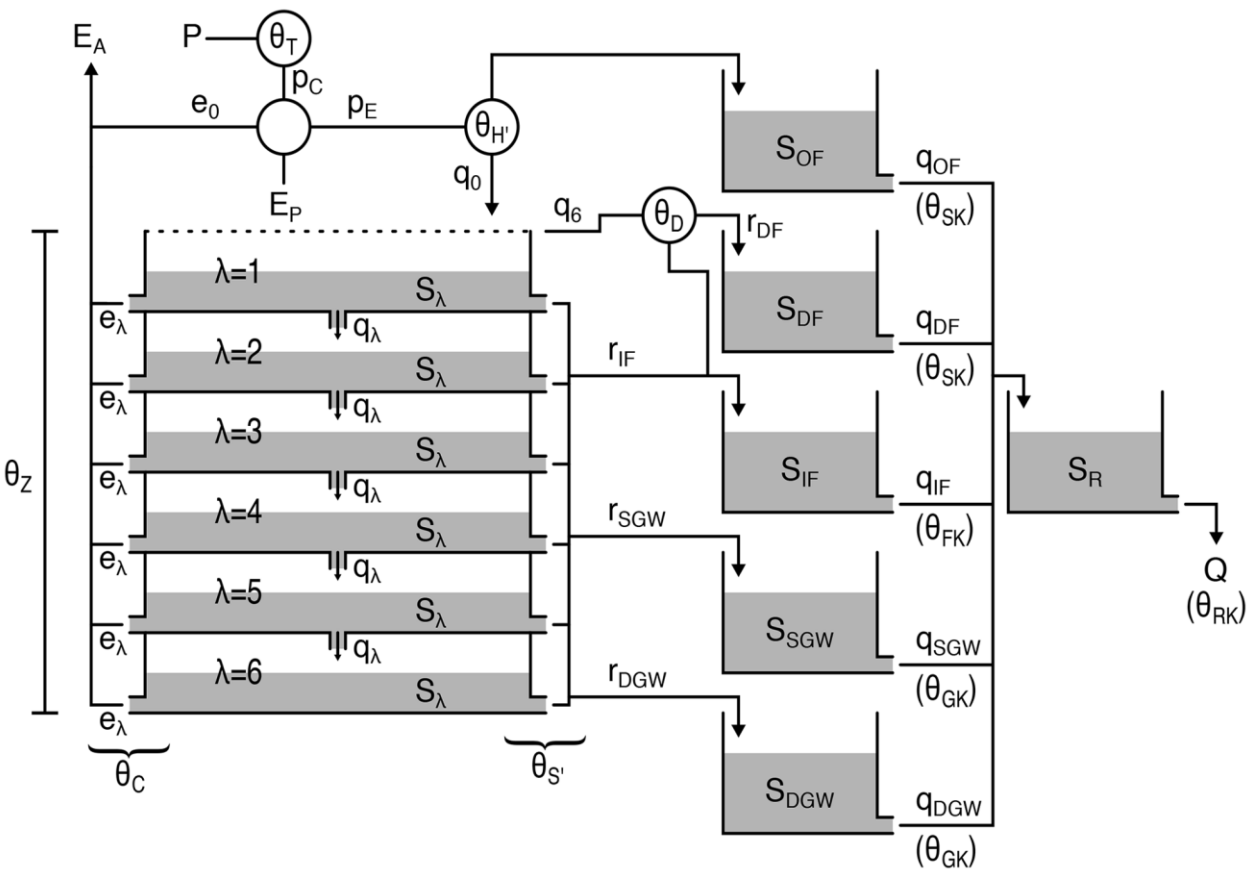 E_A
P
θ_T
p_C
e_0
p_E
θ_H'
q_0
E_P
S_OF
q_OF
(θ_SK)
q_6
θ_D
r_DF
λ=1
S_λ
e_λ
q_λ
S_DF
q_DF
(θ_SK)
λ=2
S_λ
r_IF
e_λ
q_λ
λ=3
S_λ
S_IF
q_IF
(θ_FK)
S_R
θ_Z
e_λ
q_λ
λ=4
S_λ
r_SGW
e_λ
q_λ
Q
(θ_RK)
λ=5
S_λ
S_SGW
q_SGW
(θ_GK)
e_λ
q_λ
λ=6
S_λ
r_DGW
e_λ
θ_C
θ_S'
S_DGW
q_DGW
(θ_GK)